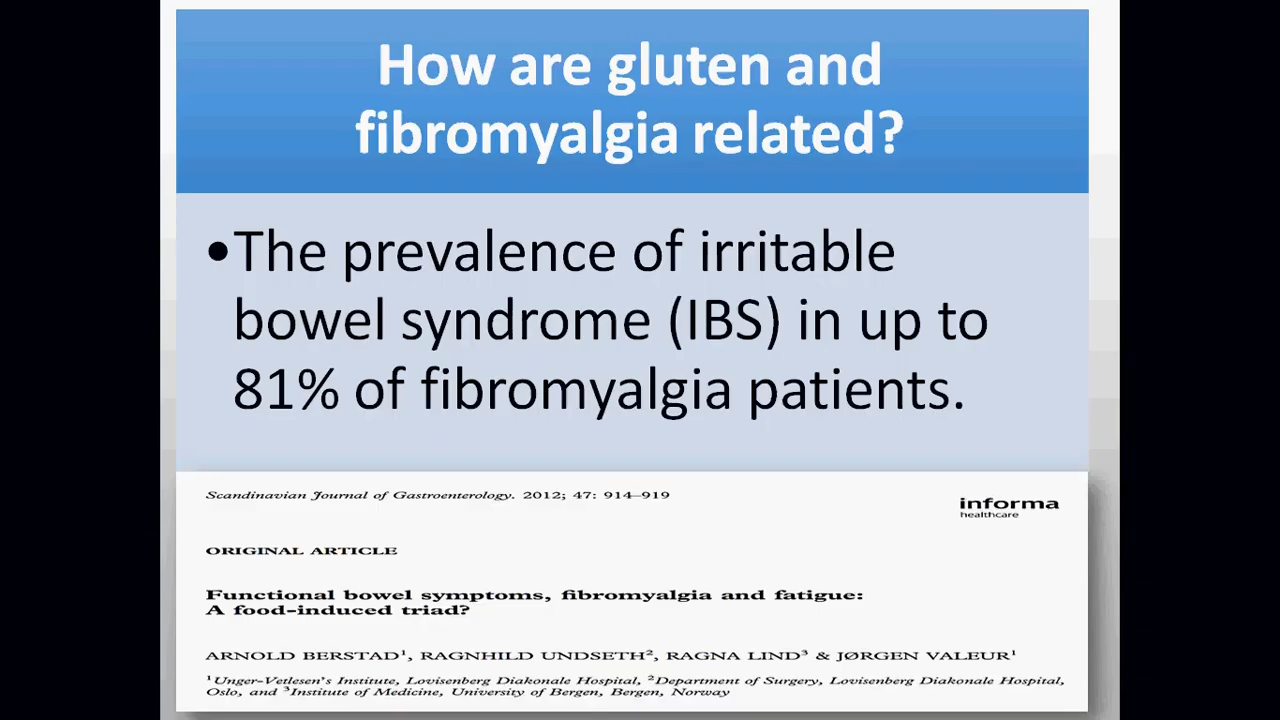 How are gluten and
fibromyalgia related?
•The prevalence of irritable
bowel syndrome (IBS) in up to
81% of fibromyalgia patients.
Scandinavian Journal of Gastroenterology. 2012; 47: 914–919
informa
healthcare
ORIGINAL ARTICLE
Functional bowel symptoms, fibromyalgia and fatigue:
A food-induced triad?
ARNOLD BERSTAD¹, RAGNHILD UNDSETH², RAGNA LIND³ & JØRGEN VALEUR¹
¹Unger-Vetlesen's Institute, Lovisenberg Diakonale Hospital, ²Department of Surgery, Lovisenberg Diakonale Hospital,
Oslo, and ³Institute of Medicine, University of Bergen, Bergen, Norway